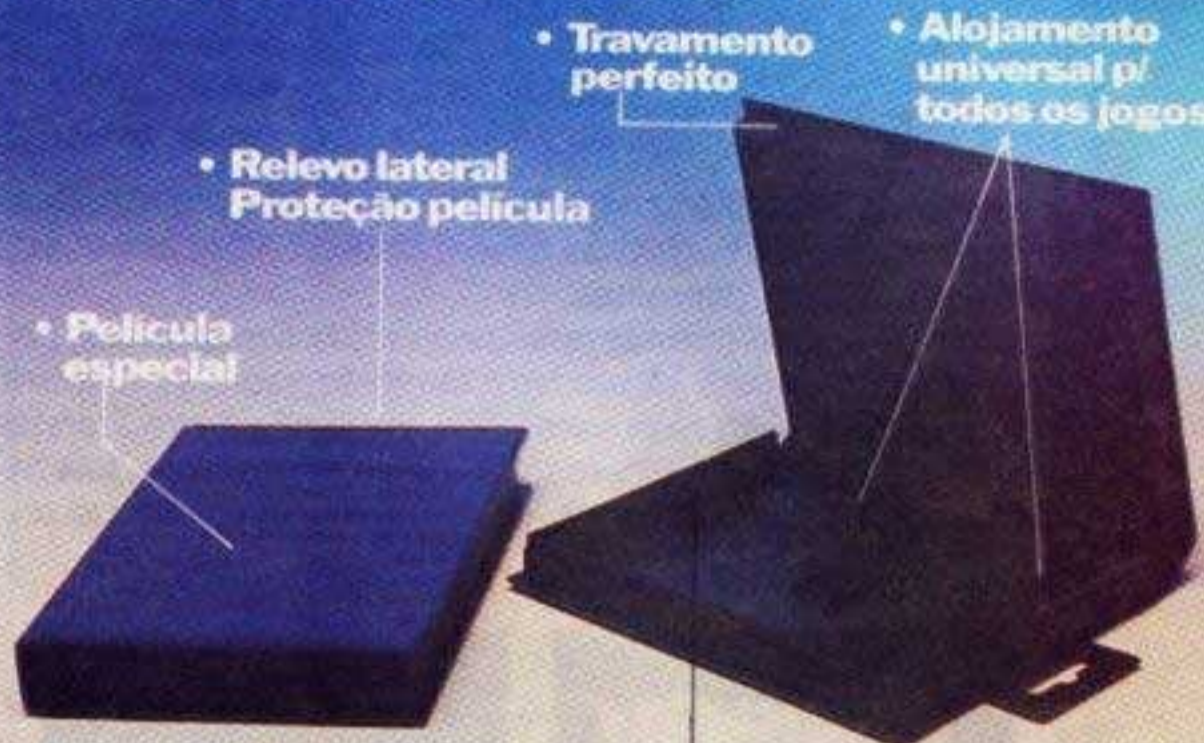 • Travamento
perfeito
• Alojamento
universal p/
todos os jogos
• Relevo lateral
Proteção película
• Película
especial